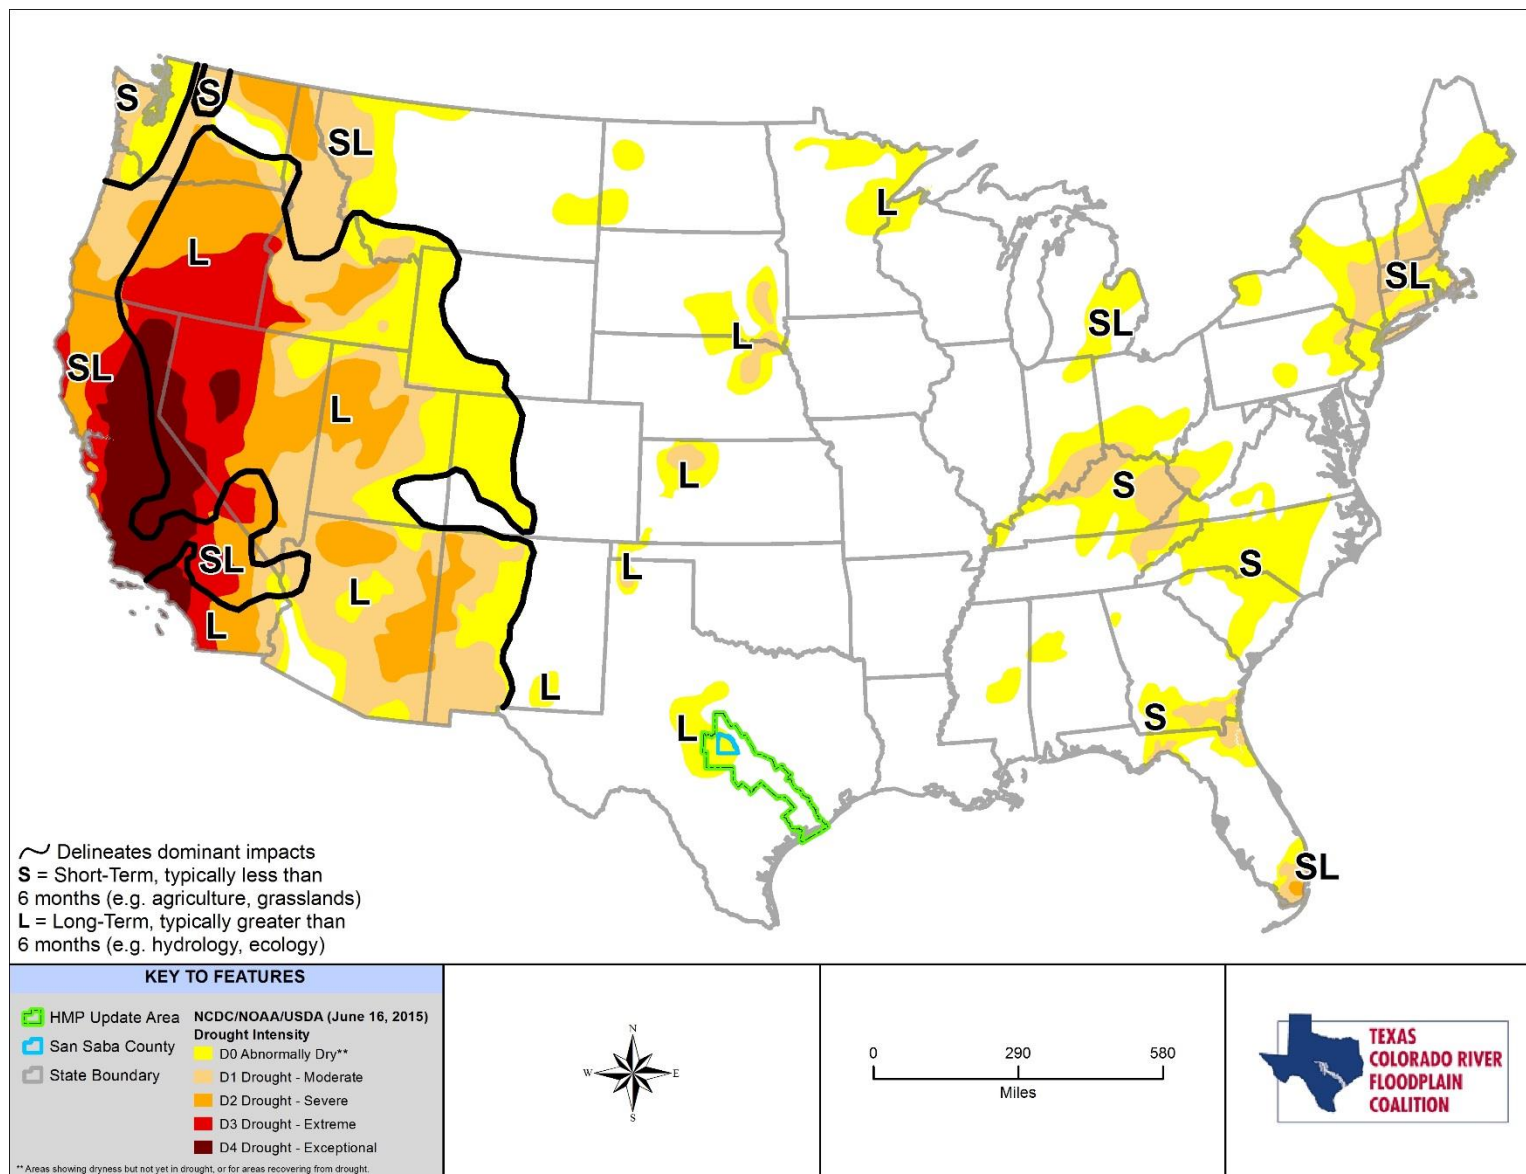 S
S
SL
L
SL
L
L
SL
L
SL
L
L
L
L
L
L
L
SL
SL
S
S
S
SL
Delineates dominant impacts
S = Short-Term, typically less than
6 months (e.g. agriculture, grasslands)
L = Long-Term, typically greater than
6 months (e.g. hydrology, ecology)
KEY TO FEATURES
HMP Update Area
San Saba County
State Boundary
NCDC/NOAA/USDA (June 16, 2015)
Drought Intensity
D0 Abnormally Dry**
D1 Drought - Moderate
D2 Drought - Severe
D3 Drought - Extreme
D4 Drought - Exceptional
** Areas showing dryness but not yet in drought, or for areas recovering from drought.
N
W E
S
0 290 580
Miles
TEXAS
COLORADO RIVER
FLOODPLAIN
COALITION